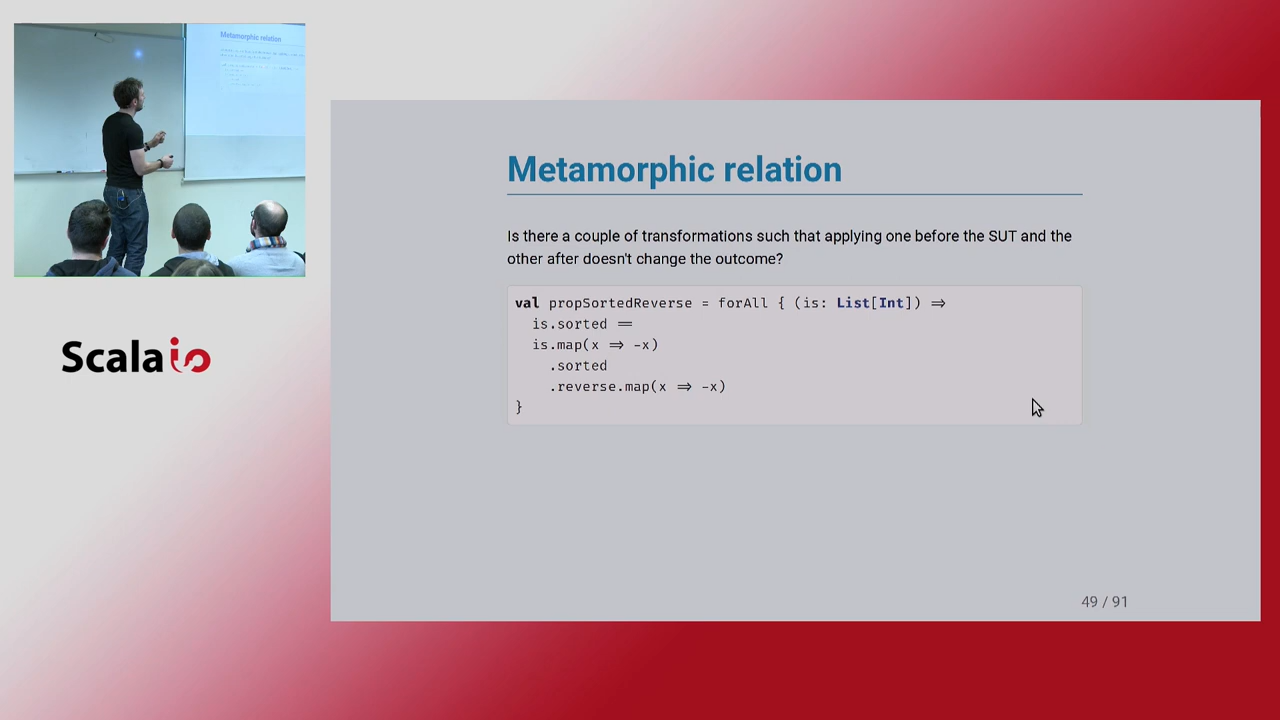 Metamorphic relation
Metamorphic relation
Is there a couple of transformations such that applying one before the SUT and the
other after doesn't change the outcome?
val propSortedReverse = forAll { (is: List[Int]) ⇒
is.sorted ==
is.map(x ⇒ -x)
.sorted
.reverse.map(x ⇒ -x)
}
Scala io
49 / 91